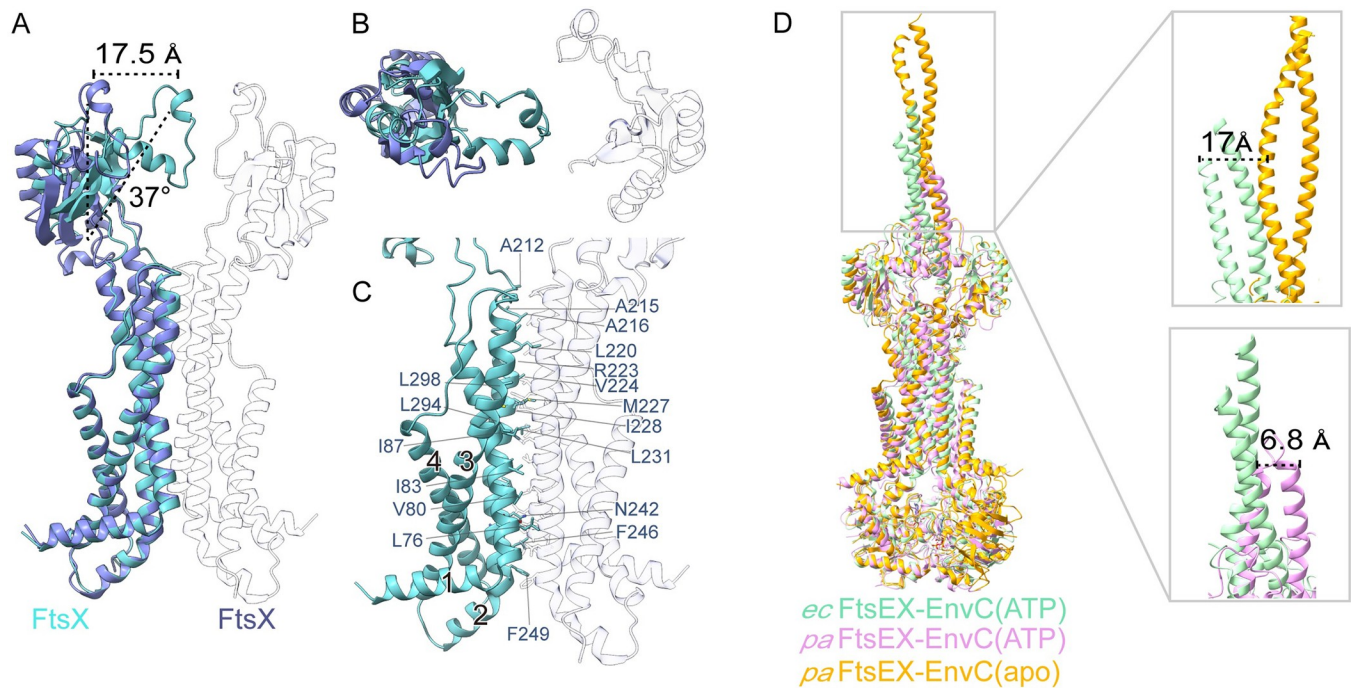 A
17.5 Å
37°
FtsX
FtsX
B
C
A212
A215
A216
L220
R223
V224
L298
M227
L294
I228
I87
L231
4
3
I83
V80
N242
L76
F246
1
2
F249
D
17Å
6.8 Å
ec FtsEX-EnvC(ATP)
pa FtsEX-EnvC(ATP)
pa FtsEX-EnvC(apo)